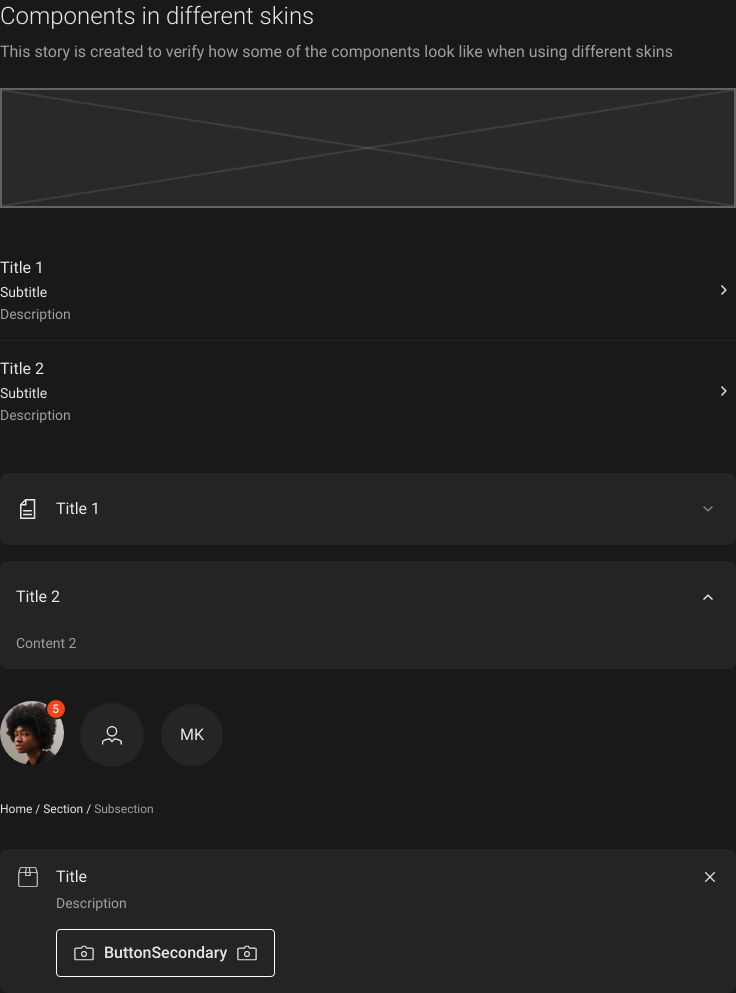 Components in different skins
This story is created to verify how some of the components look like when using different skins
Title 1
Subtitle
Description
Title 2
Subtitle
Description
Title 1
Title 2
Content 2
5
MK
Home / Section / Subsection
Title
Description
ButtonSecondary